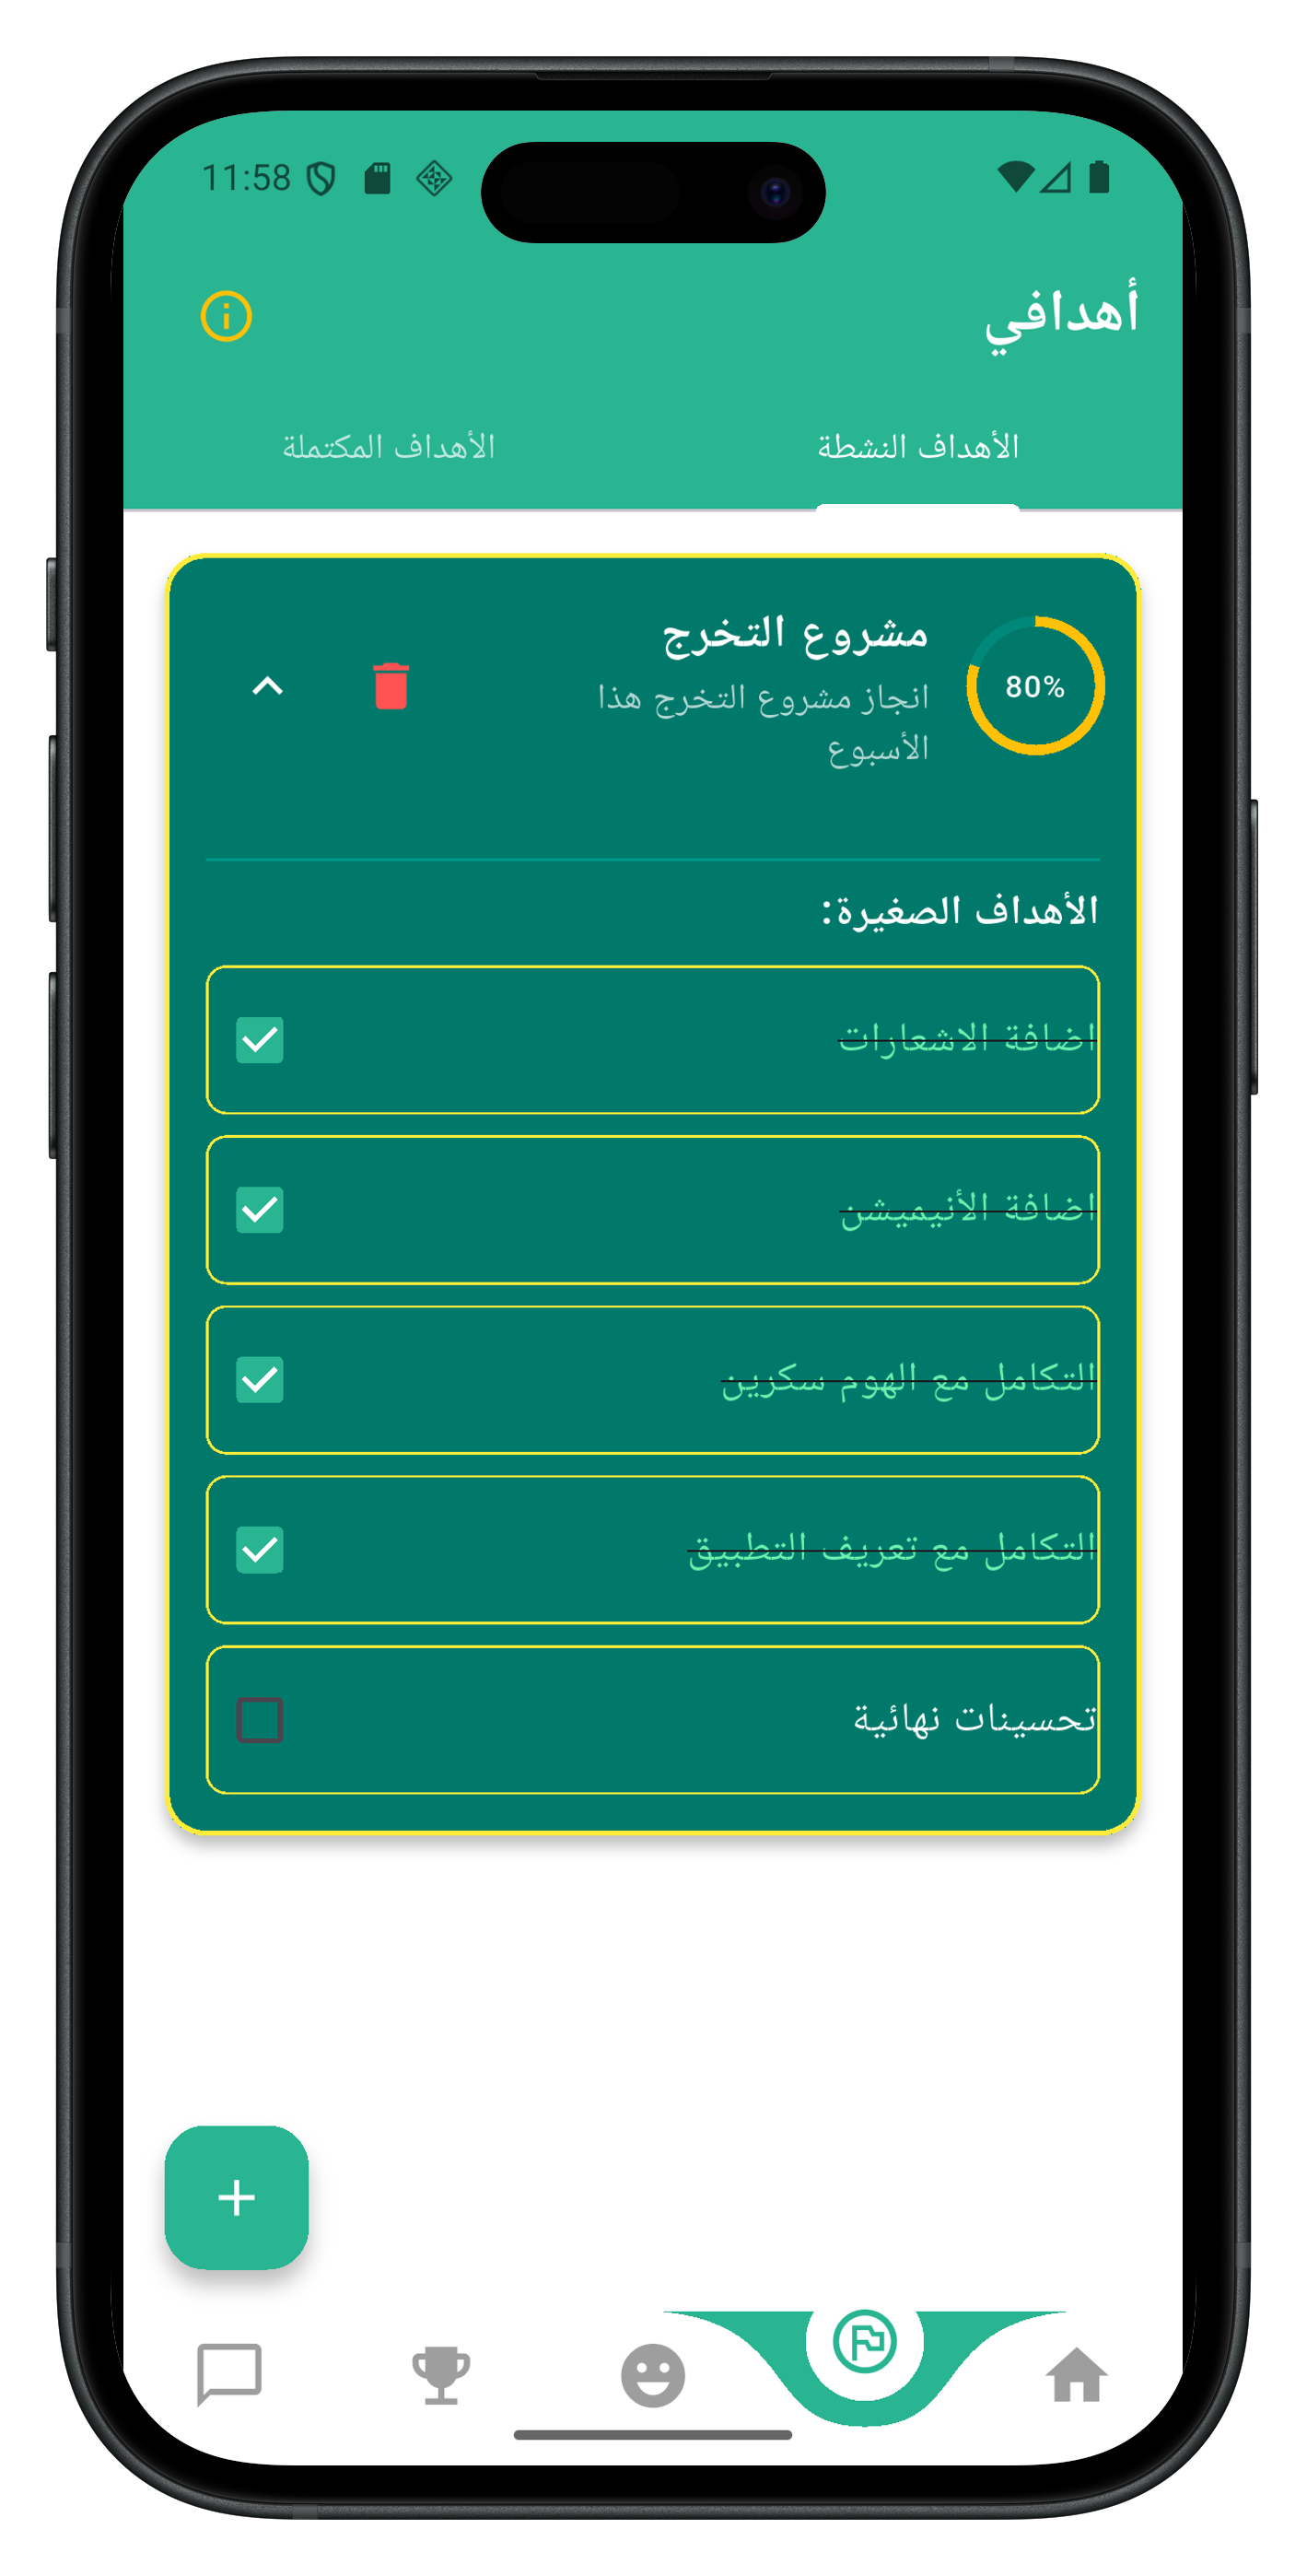 11:58
أهدافي
الأهداف النشطة
الأهداف المكتملة
80%
مشروع التخرج
انجاز مشروع التخرج هذا
الأسبوع
الأهداف الصغيرة:
اضافة الاشعارات
اضافة الأنيميشن
التكامل مع الهوم سكرين
التكامل مع تعريف التطبيق
تحسينات نهائية